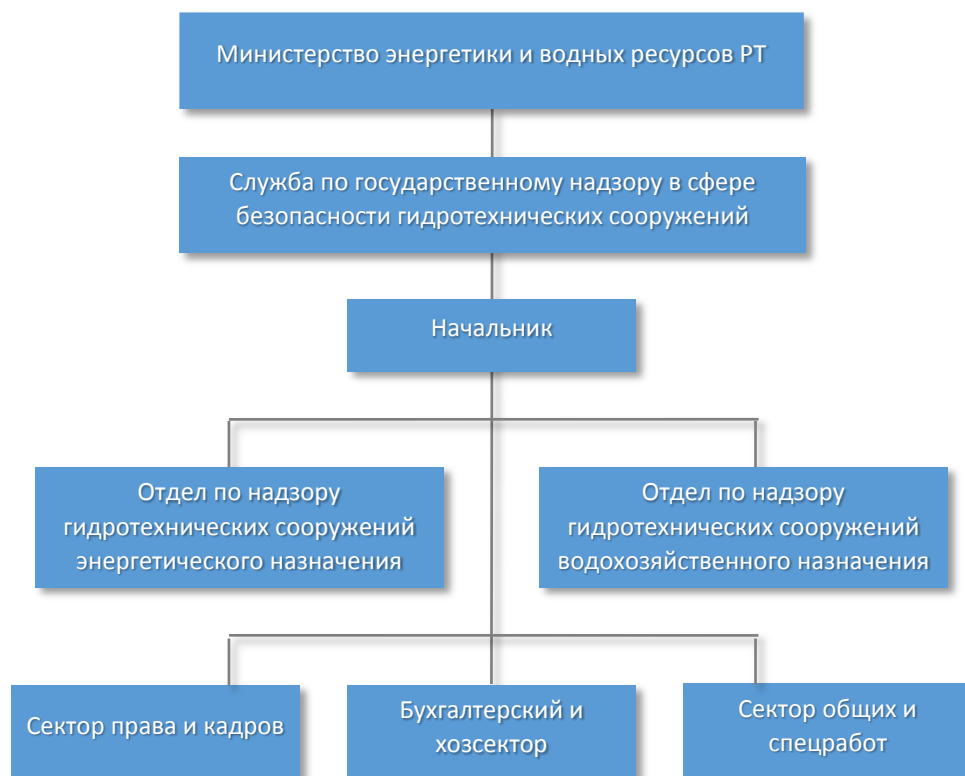 Министерство энергетики и водных ресурсов РТ
Служба по государственному надзору в сфере
безопасности гидротехнических сооружений
Начальник
Отдел по надзору
гидротехнических сооружений
энергетического назначения
Отдел по надзору
гидротехнических сооружений
водохозяйственного назначения
Сектор права и кадров
Бухгалтерский и
хозсектор
Сектор общих и
спецработ